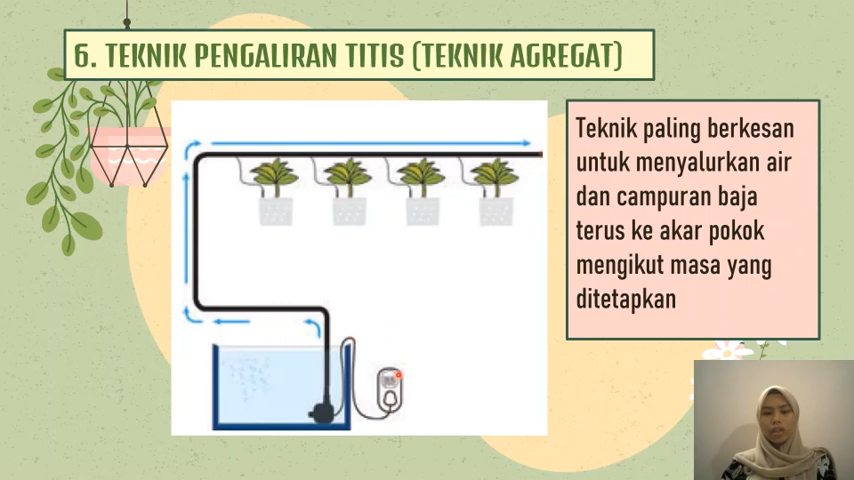 6. TEKNIK PENGALIRAN TITIS (TEKNIK AGREGAT)
Teknik paling berkesan
untuk menyalurkan air
dan campuran baja
terus ke akar pokok
mengikut masa yang
ditetapkan